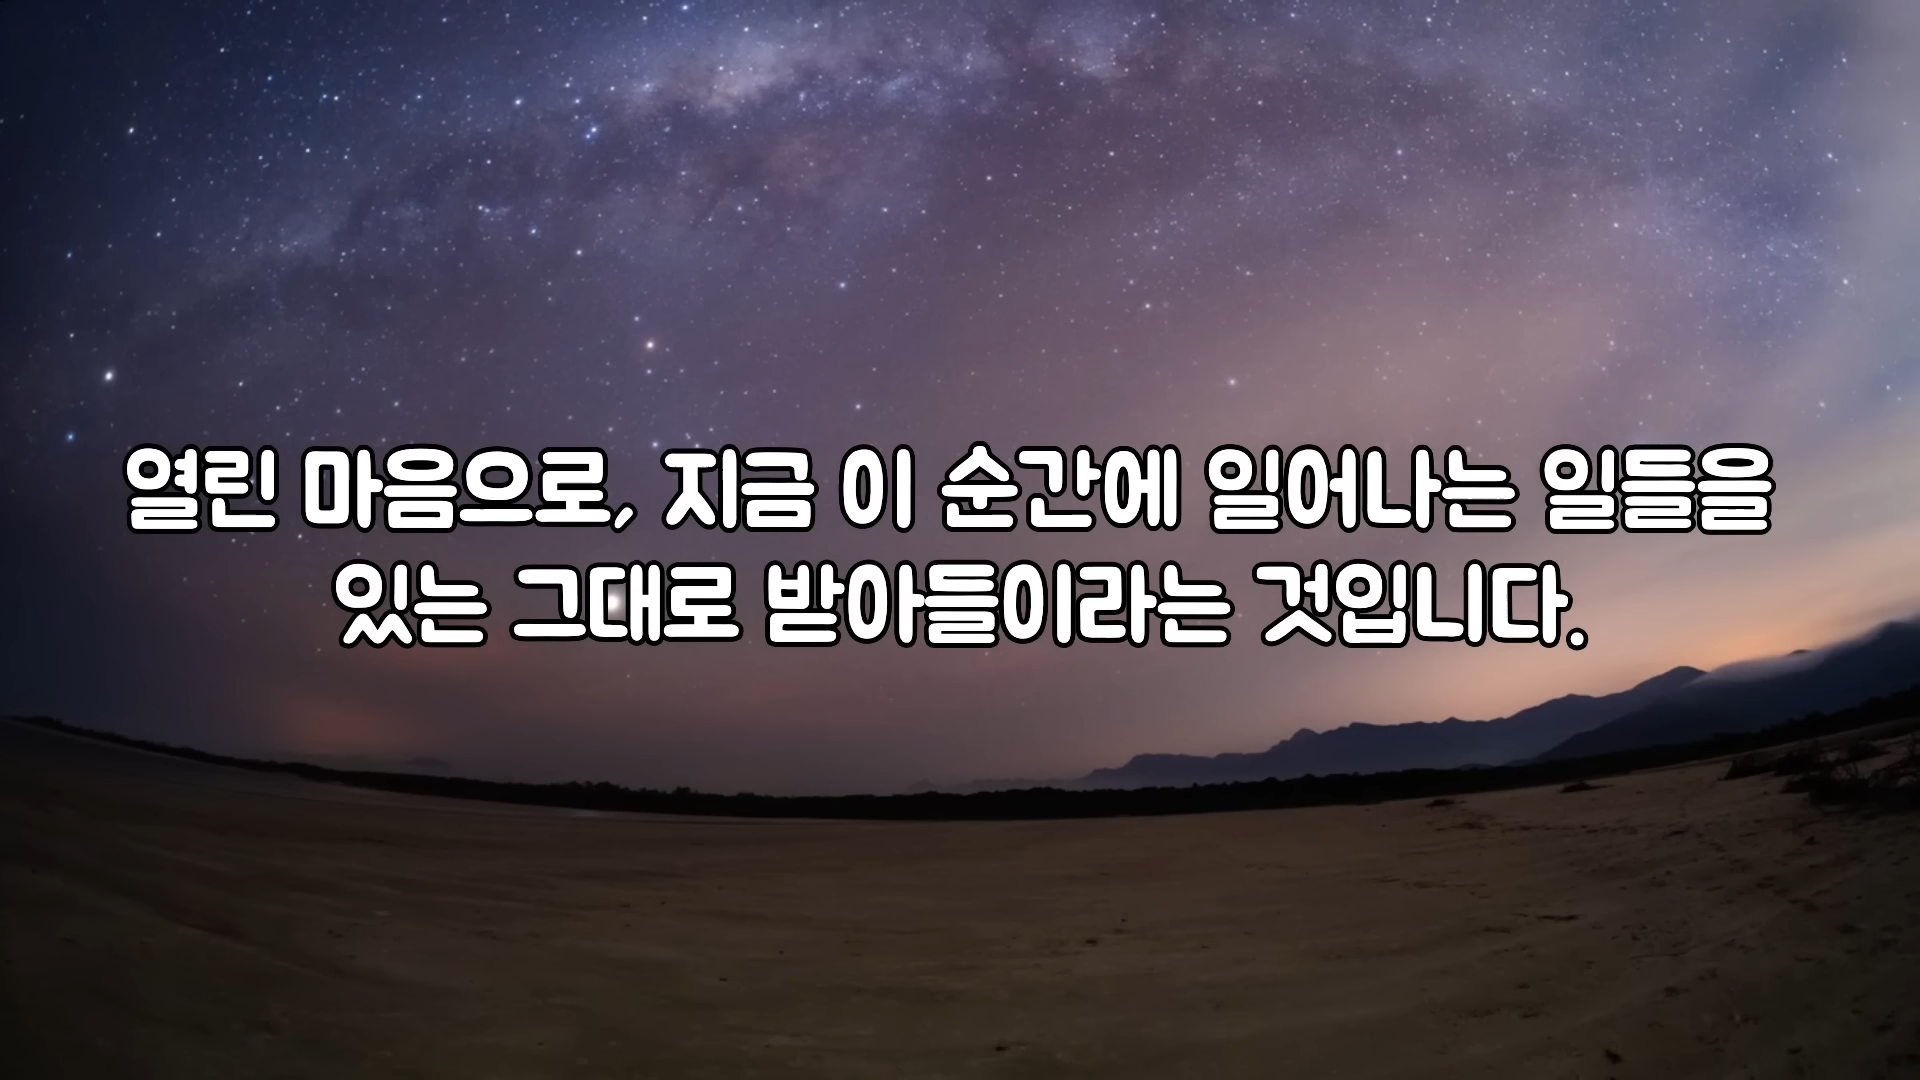 열린 마음으로, 지금 이 순간에 일어나는 일들을
있는 그대로 받아들이라는 것입니다.